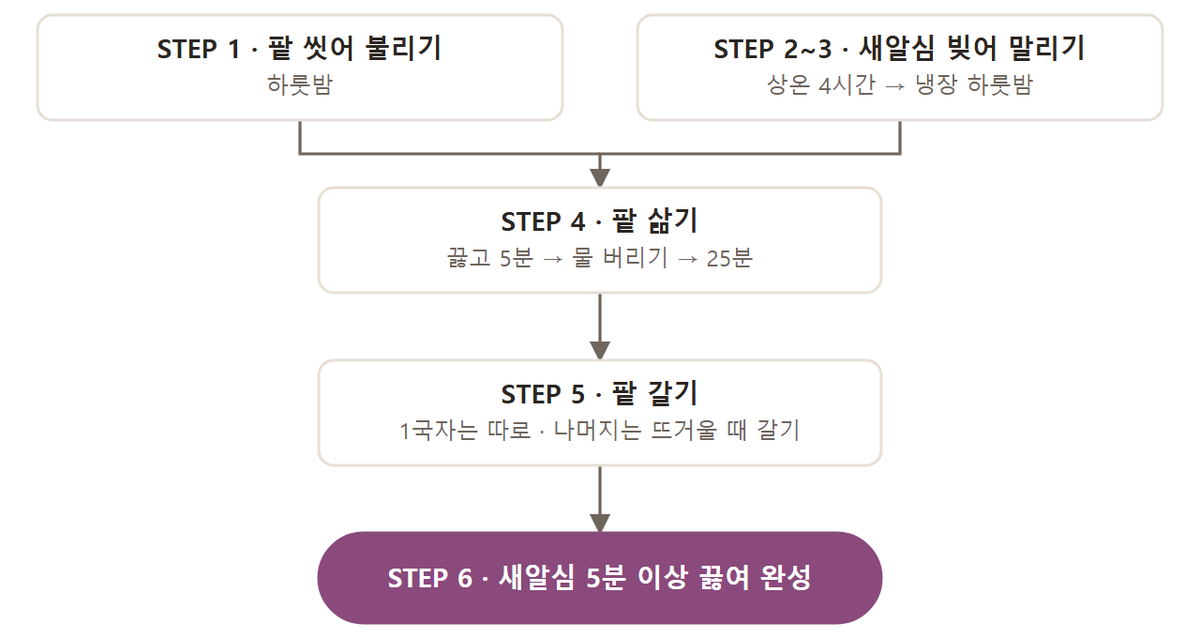 STEP 1 · 팥 씻어 불리기
하룻밤
STEP 2~3 · 새알심 빚어 말리기
상온 4시간 → 냉장 하룻밤
STEP 4 · 팥 삶기
끓고 5분 → 물 버리기 → 25분
STEP 5 · 팥 갈기
1국자는 따로 · 나머지는 뜨거울 때 갈기
STEP 6 · 새알심 5분 이상 끓여 완성